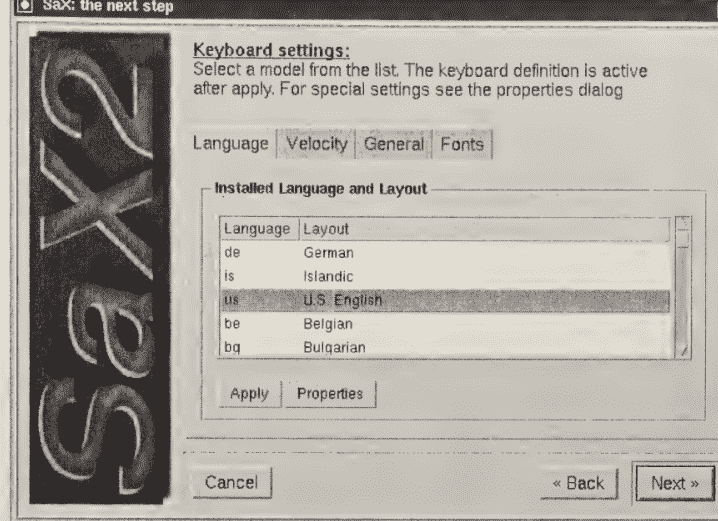 SaX: the next step
SaX2
Keyboard settings:
Select a model from the list. The keyboard definition is active
after apply. For special settings see the properties dialog
Language Velocity General Fonts
Installed Language and Layout
Language Layout
de German
is Islandic
us U.S. English
be Belgian
bg Bulgarian
Apply Properties
Cancel « Back Next »